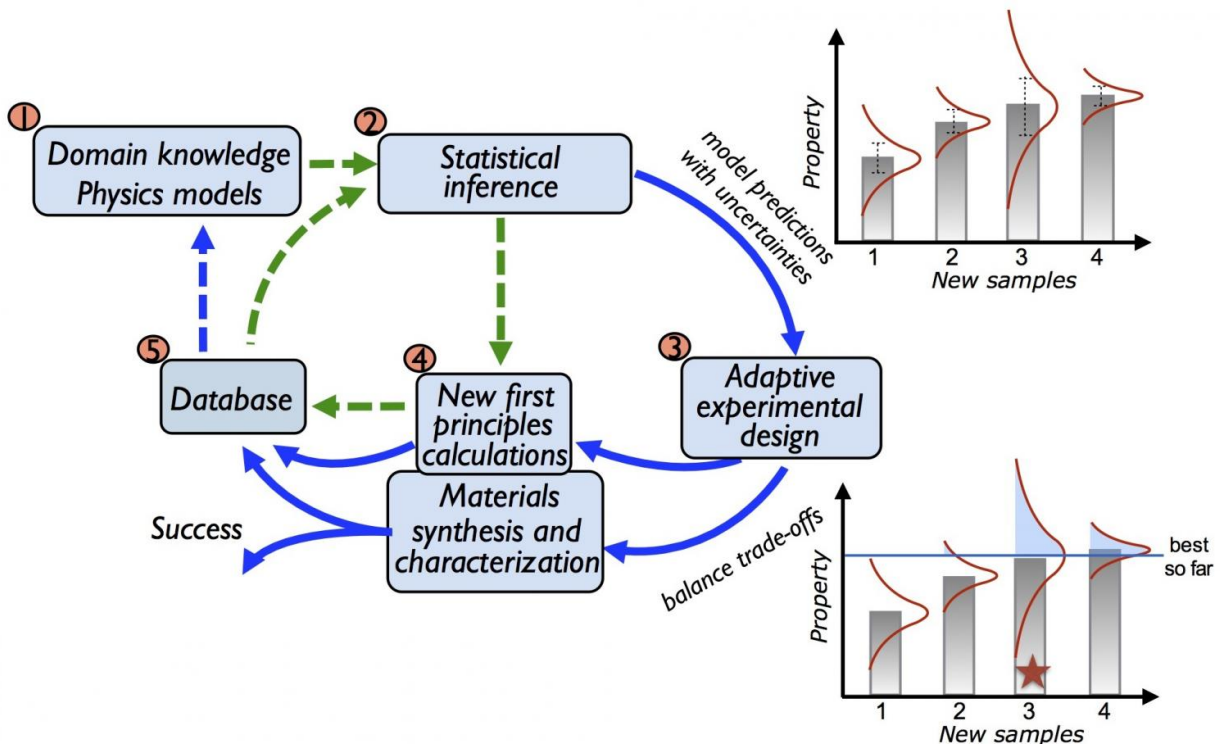 1
Domain knowledge
Physics models
2
Statistical
inference
model predictions
with uncertainties
Property
1 2 3 4
New samples
3
Adaptive
experimental
design
4
New first
principles
calculations
Materials
synthesis and
characterization
5
Database
Success
balance trade-offs
Property
best
so far
1 2 3 4
New samples